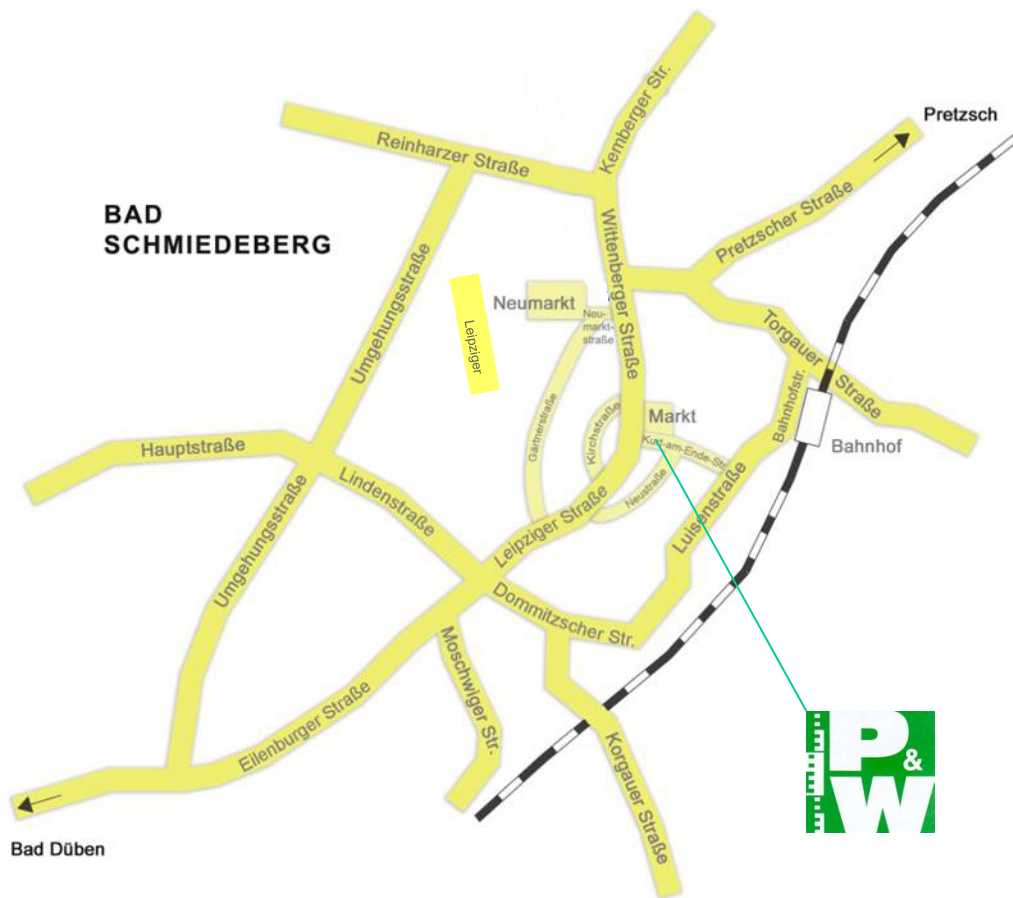 Kemberger Str.
Pretzsch
Reinharzer Straße
Pretzscher Straße
BAD
SCHMIEDEBERG
Wittenberger Straße
Umgehungsstraße
Neumarkt
Neu-
markt-
straße
Leipziger
Torgauer Straße
Bahnhofstr.
Gärtnerstraße
Kirchstraße
Markt
Kurt-am-Ende-Str.
Bahnhof
Hauptstraße
Lindenstraße
Neustraße
Luisenstraße
Leipziger Straße
Umgehungsstraße
Dommitzscher Str.
Moschwiger Str.
Eilenburger Straße
Korgauer Straße
P&W
Bad Düben